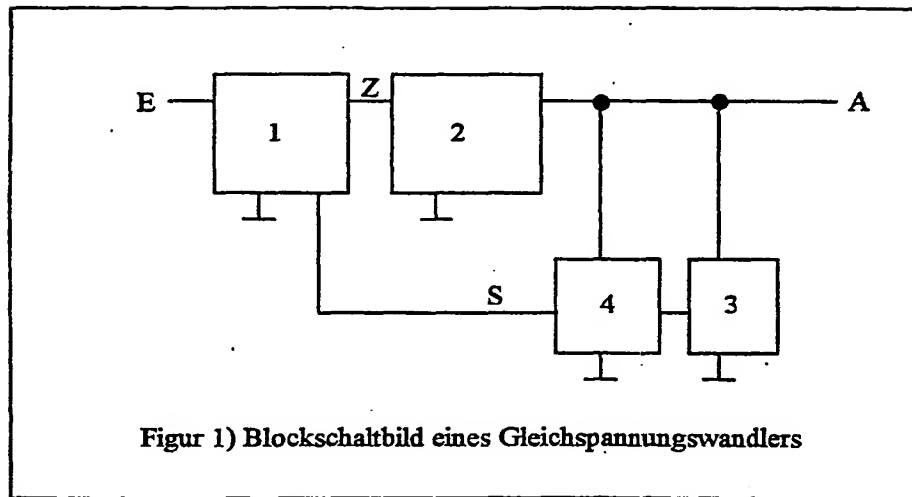 E 1 Z 2 A
S 4 3
Figur 1) Blockschaltbild eines Gleichspannungswandlers